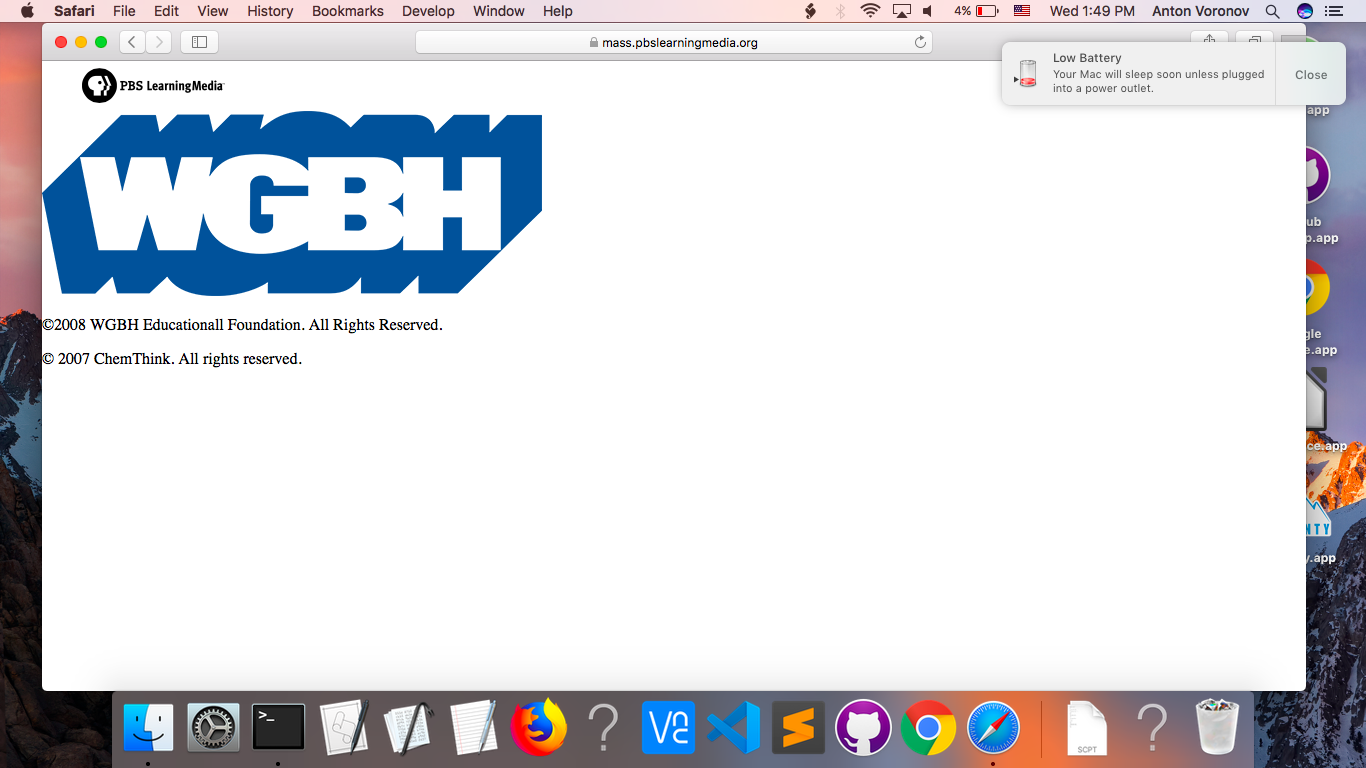 Safari File Edit View History Bookmarks Develop Window Help 4% Wed 1:49 PM Anton Voronov
mass.pbslearningmedia.org
Low Battery
Your Mac will sleep soon unless plugged
into a power outlet.
Close
PBS LearningMedia
WGBH
©2008 WGBH Educationall Foundation. All Rights Reserved.
© 2007 ChemThink. All rights reserved.
.app
ub
p.app
gle
e.app
ce.app
NTY
y.app
>_
V2
SCPT